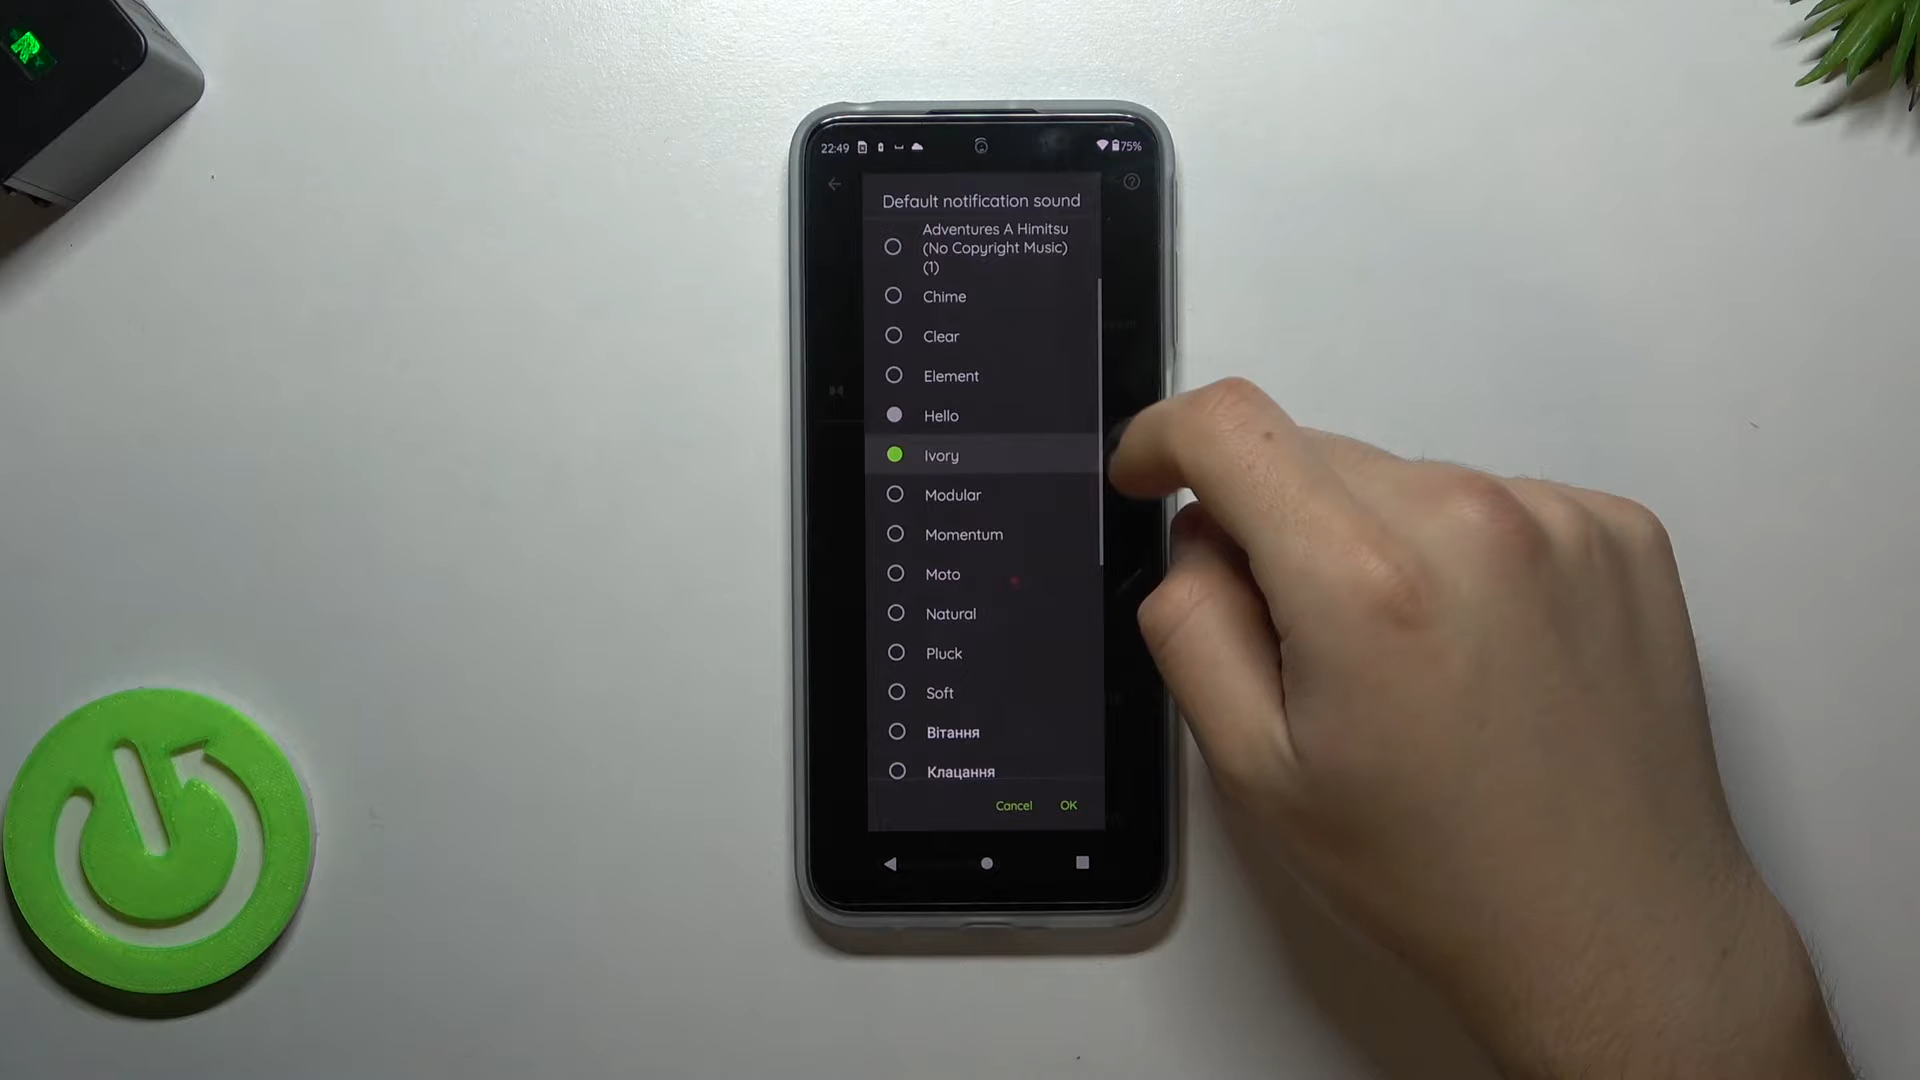 22:49
75%
Default notification sound
Adventures A Himitsu
(No Copyright Music)
(1)
Chime
Clear
Element
Hello
Ivory
Modular
Momentum
Moto
Natural
Pluck
Soft
Вітання
Клацання
Cancel OK